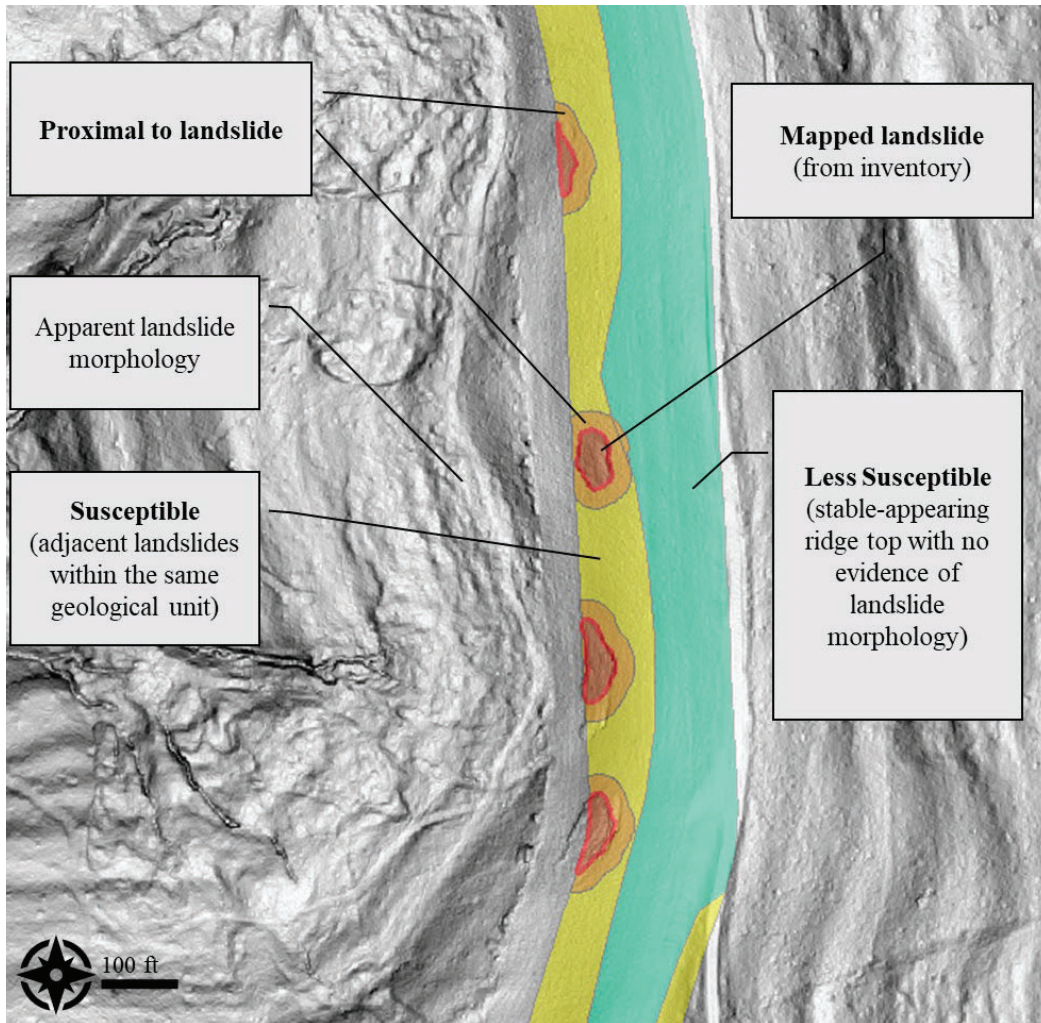 Proximal to landslide
Mapped landslide
(from inventory)
Apparent landslide
morphology
Susceptible
(adjacent landslides
within the same
geological unit)
Less Susceptible
(stable-appearing
ridge top with no
evidence of
landslide
morphology)
100 ft